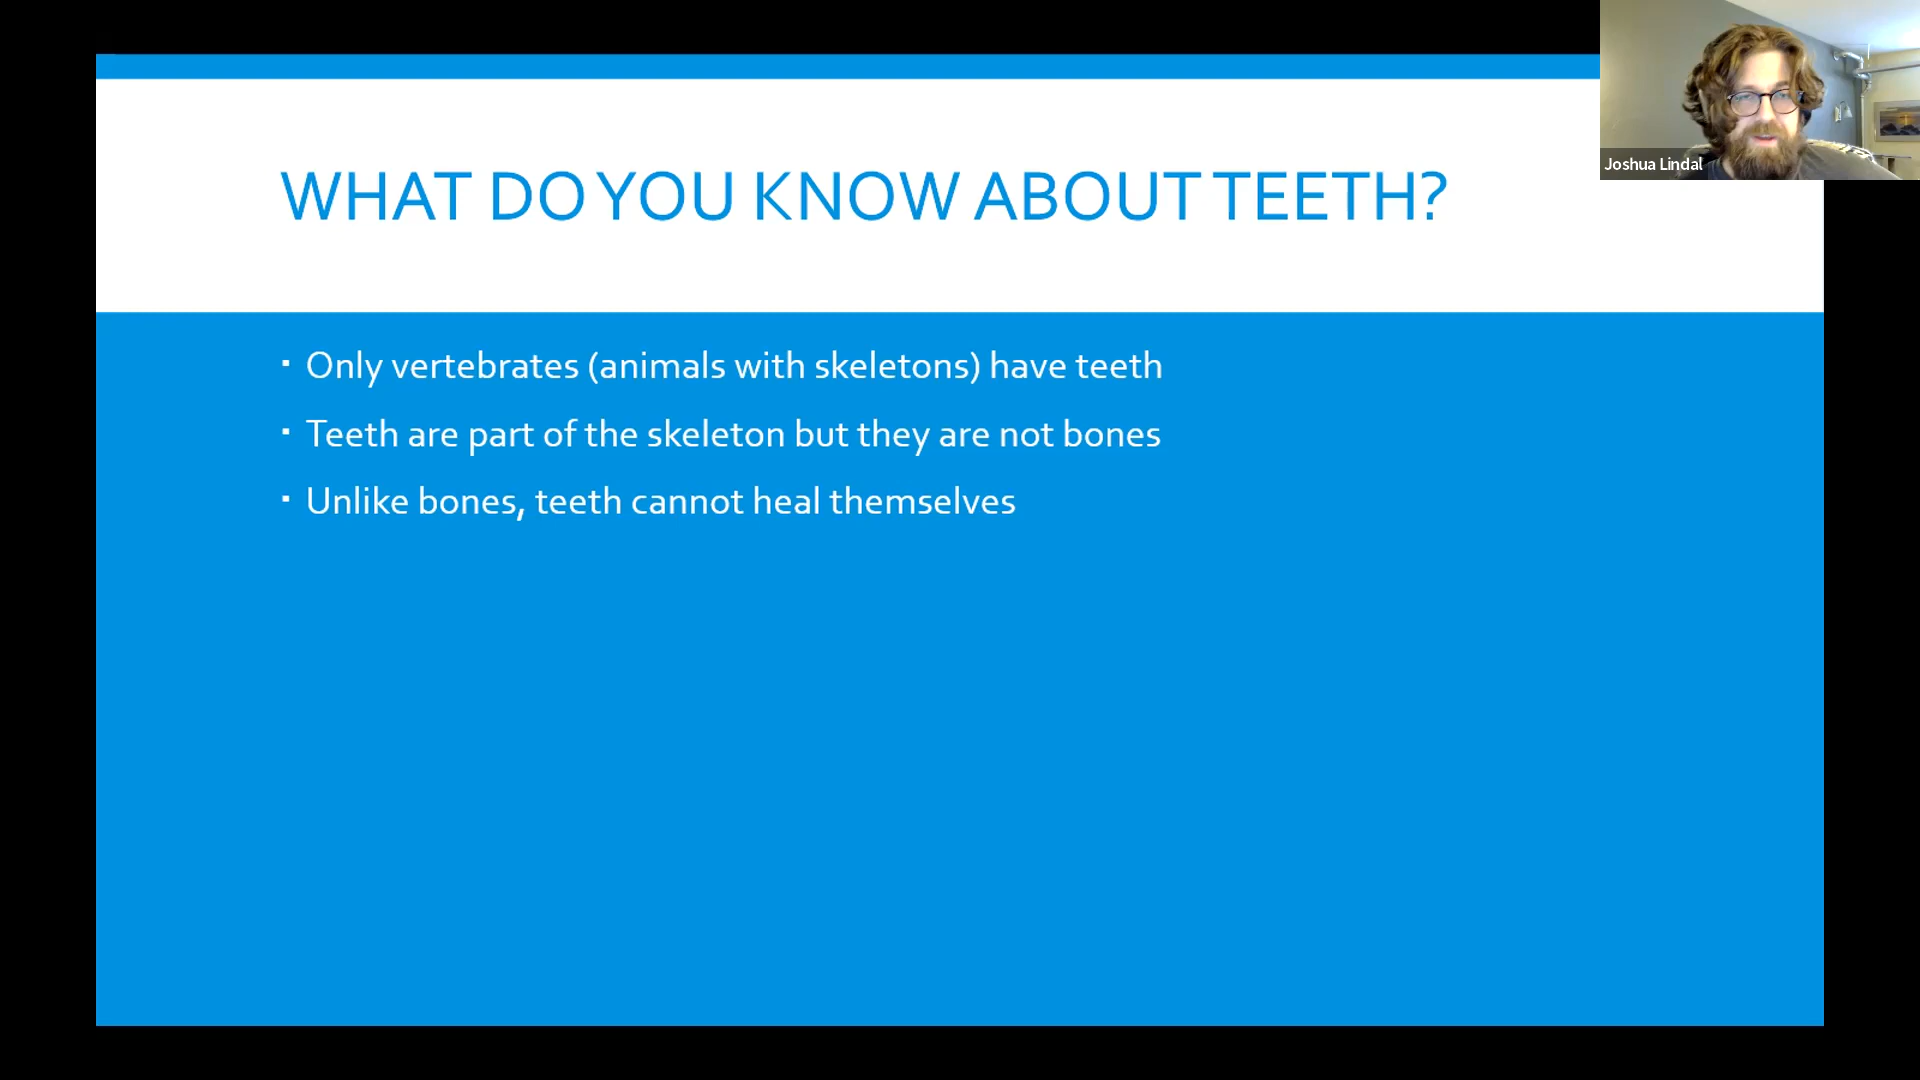 WHAT DO YOU KNOW ABOUT TEETH?
▪ Only vertebrates (animals with skeletons) have teeth
▪ Teeth are part of the skeleton but they are not bones
▪ Unlike bones, teeth cannot heal themselves
Joshua Lindal